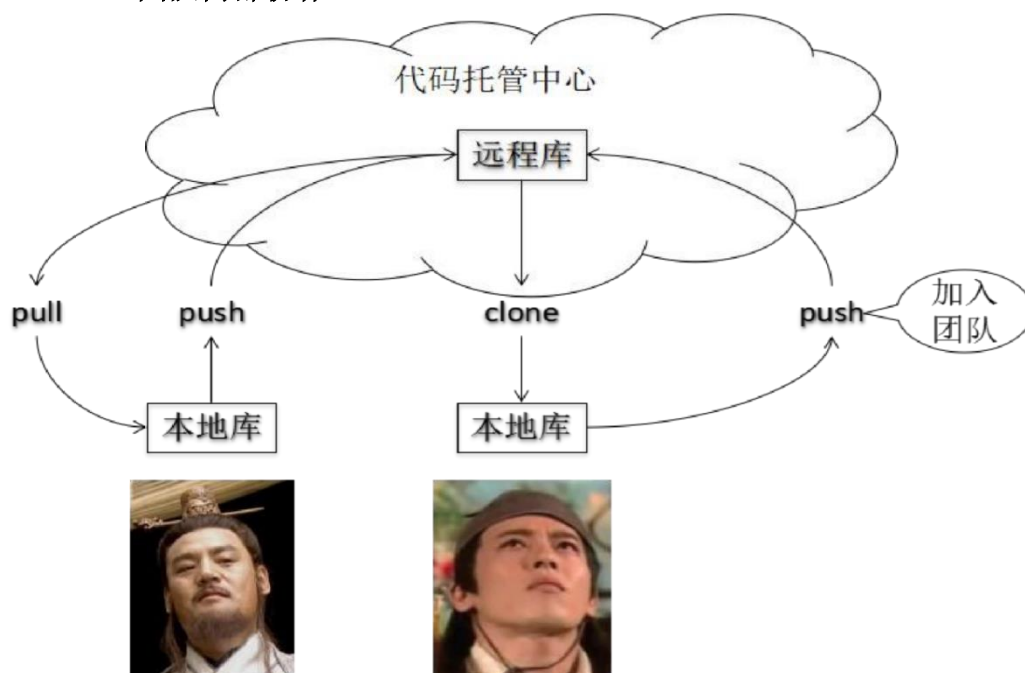 代码托管中心
远程库
pull
push
clone
push
加入
团队
本地库
本地库